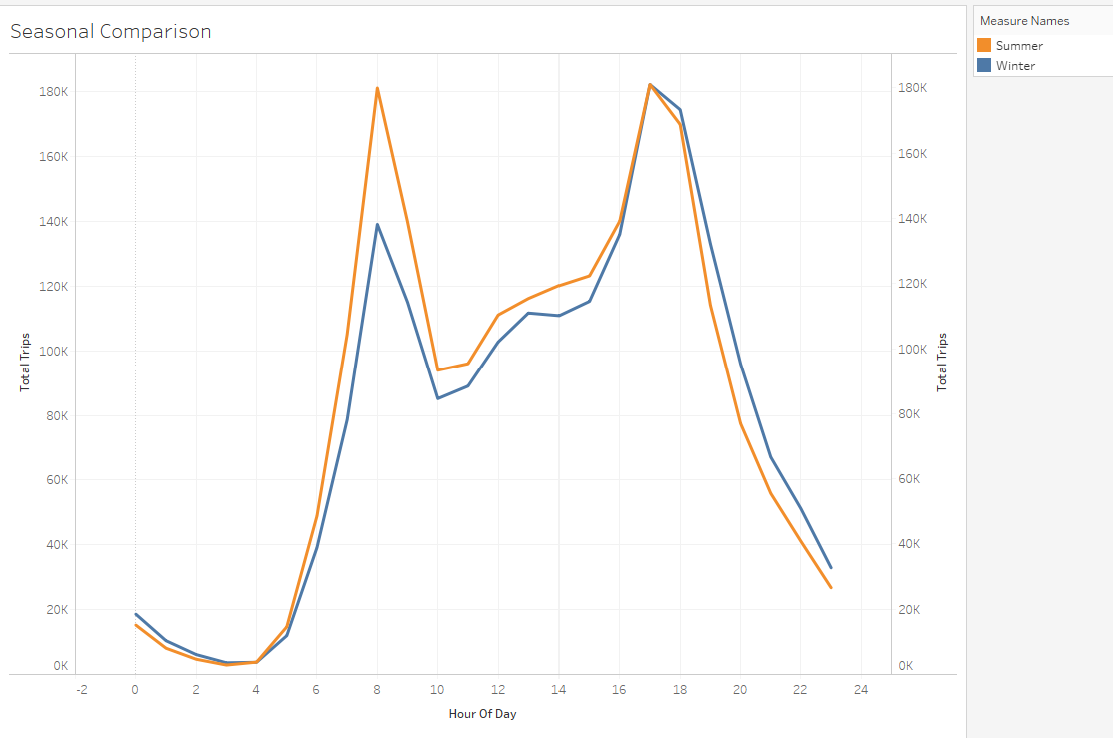 Seasonal Comparison
Measure Names
Summer
Winter
180K
160K
140K
120K
100K
80K
60K
40K
20K
0K
Total Trips
180K
160K
140K
120K
100K
80K
60K
40K
20K
0K
Total Trips
-2 0 2 4 6 8 10 12 14 16 18 20 22 24
Hour Of Day